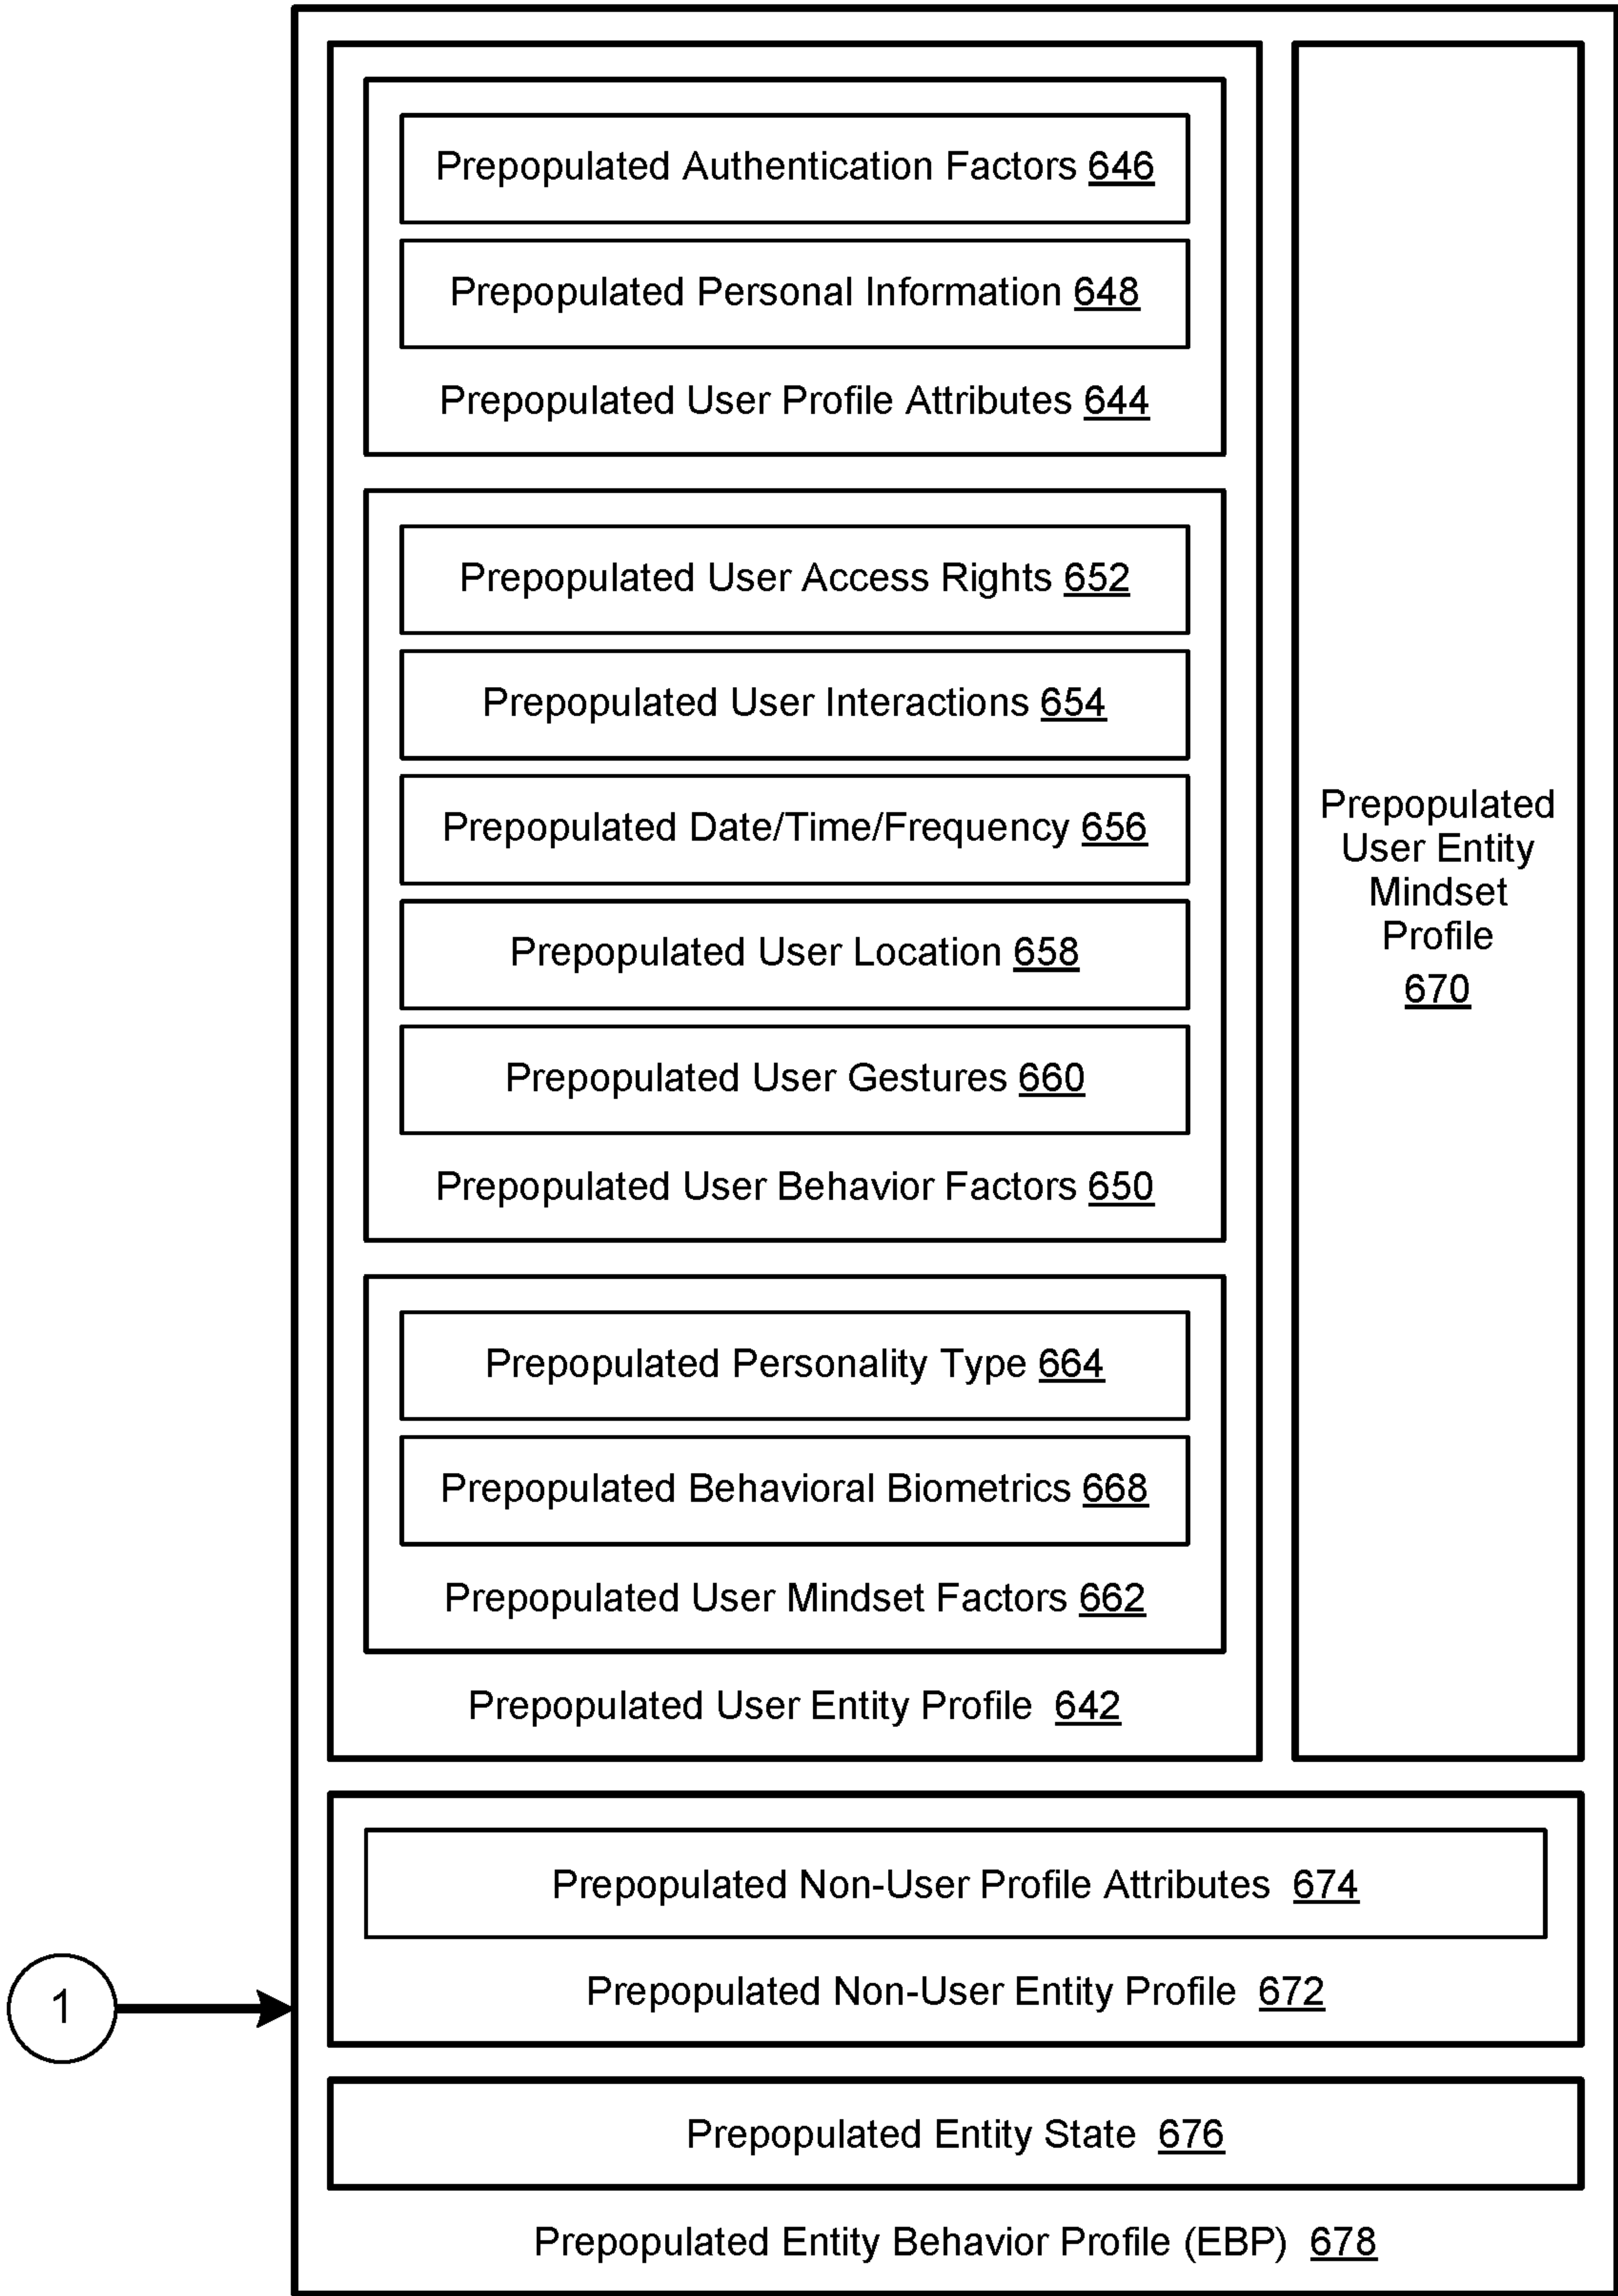 Prepopulated Authentication Factors 646
Prepopulated Personal Information 648
Prepopulated User Profile Attributes 644
Prepopulated User Access Rights 652
Prepopulated User Interactions 654
Prepopulated Date/Time/Frequency 656
Prepopulated User Location 658
Prepopulated User Gestures 660
Prepopulated User Behavior Factors 650
Prepopulated Personality Type 664
Prepopulated Behavioral Biometrics 668
Prepopulated User Mindset Factors 662
Prepopulated User Entity Profile 642
Prepopulated
User Entity
Mindset
Profile
670
Prepopulated Non-User Profile Attributes 674
Prepopulated Non-User Entity Profile 672
1
Prepopulated Entity State 676
Prepopulated Entity Behavior Profile (EBP) 678